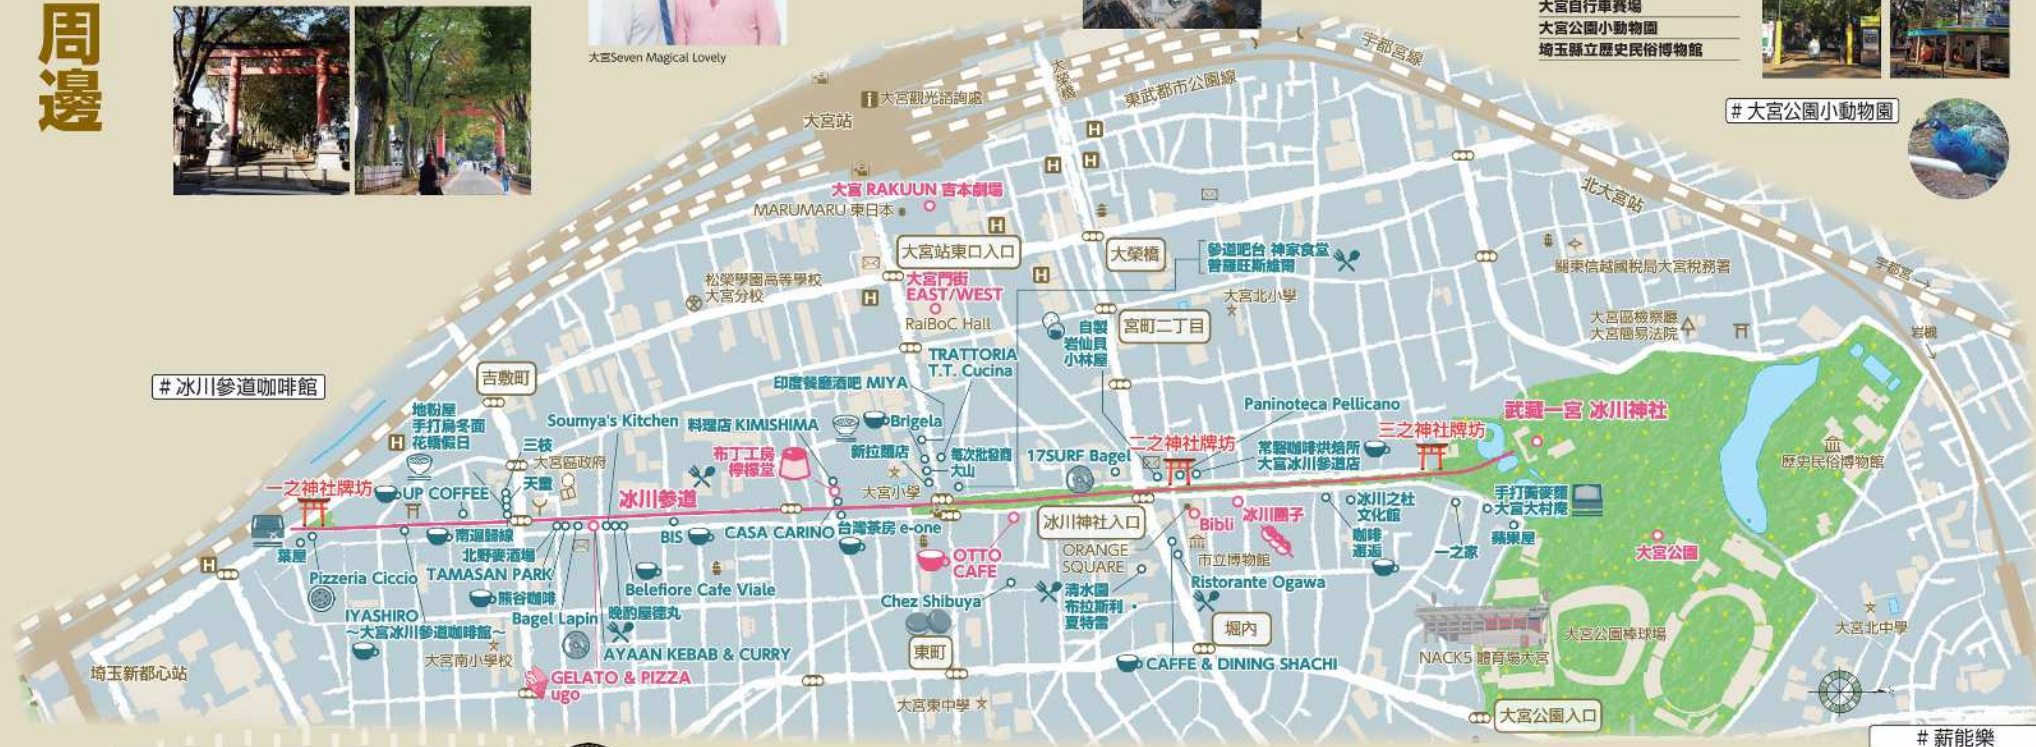 周邊
大宮Seven Magical Lovely
大宮自行車賽場
大宮公園小動物園
埼玉縣立歷史民俗博物館
# 大宮公園小動物園
# 冰川參道咖啡館
# 薪能樂
宇都宮線
東武都市公園線
大榮橋
大宮觀光諮詢處
大宮站
北大宮站
大宮 RAKUUN 吉本劇場
MARUMARU 東日本
大宮站東口入口
大榮橋
參道吧台 神家食堂
普羅旺斯維爾
關東信越國稅局大宮稅務署
宇都宮
松榮學園高等學校
大宮分校
大宮門街
EAST/WEST
RaiBoC Hall
大宮北小學
宮町二丁目
自製
岩仙貝
小林屋
大宮區檢察廳
大宮簡易法院
岩槻
吉敷町
TRATTORIA
T.T. Cucina
印度餐廳酒吧 MIYA
Brigela
地粉屋
手打烏冬面
花轎假日
Soumya's Kitchen
料理店 KIMISHIMA
Paninoteca Pellicano
武藏一宮 冰川神社
三枝
大宮區政府
天重
布丁工房
檸檬堂
新拉麵店
每次批發商
大山
17SURF Bagel
二之神社牌坊
常磐咖啡烘焙所
大宮冰川參道店
三之神社牌坊
歷史民俗博物館
一之神社牌坊
UP COFFEE
冰川參道
大宮小學
冰川神社入口
Bibli
冰川團子
冰川之杜
文化館
手打蕎麥麵
大宮大村庵
葉屋
南迴歸線
北野麥酒場
BIS
CASA CARINO
台灣茶房 e-one
OTTO
CAFE
ORANGE
SQUARE
市立博物館
咖啡
邂逅
一之家
蘋果屋
大宮公園
Pizzeria Ciccio
TAMASAN PARK
熊谷咖啡
Belefiore Cafe Viale
Chez Shibuya
清水園
布拉斯利・
夏特雷
Ristorante Ogawa
IYASHIRO
～大宮冰川參道咖啡館～
Bagel Lapin
晚酌屋德丸
大宮南小學校
AYAAN KEBAB & CURRY
東町
堀內
NACK5 體育場大宮
大宮公園棒球場
大宮北中學
埼玉新都心站
GELATO & PIZZA
ugo
CAFFE & DINING SHACHI
大宮東中學
大宮公園入口